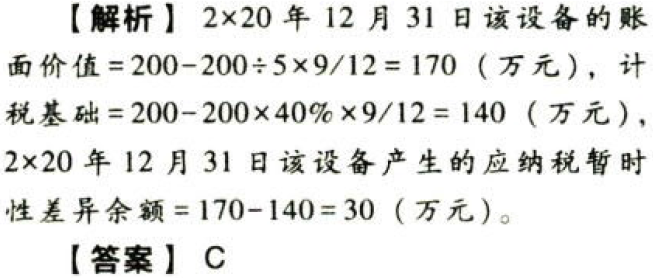 【解析】 2×20 年 12 月 31 日该设备的账
面价值=200-200÷5×9/12=170（万元），计
税基础=200-200×40%×9/12=140（万元），
2×20 年 12 月 31 日该设备产生的应纳税暂时
性差异余额=170-140=30（万元）。
【答案】 C